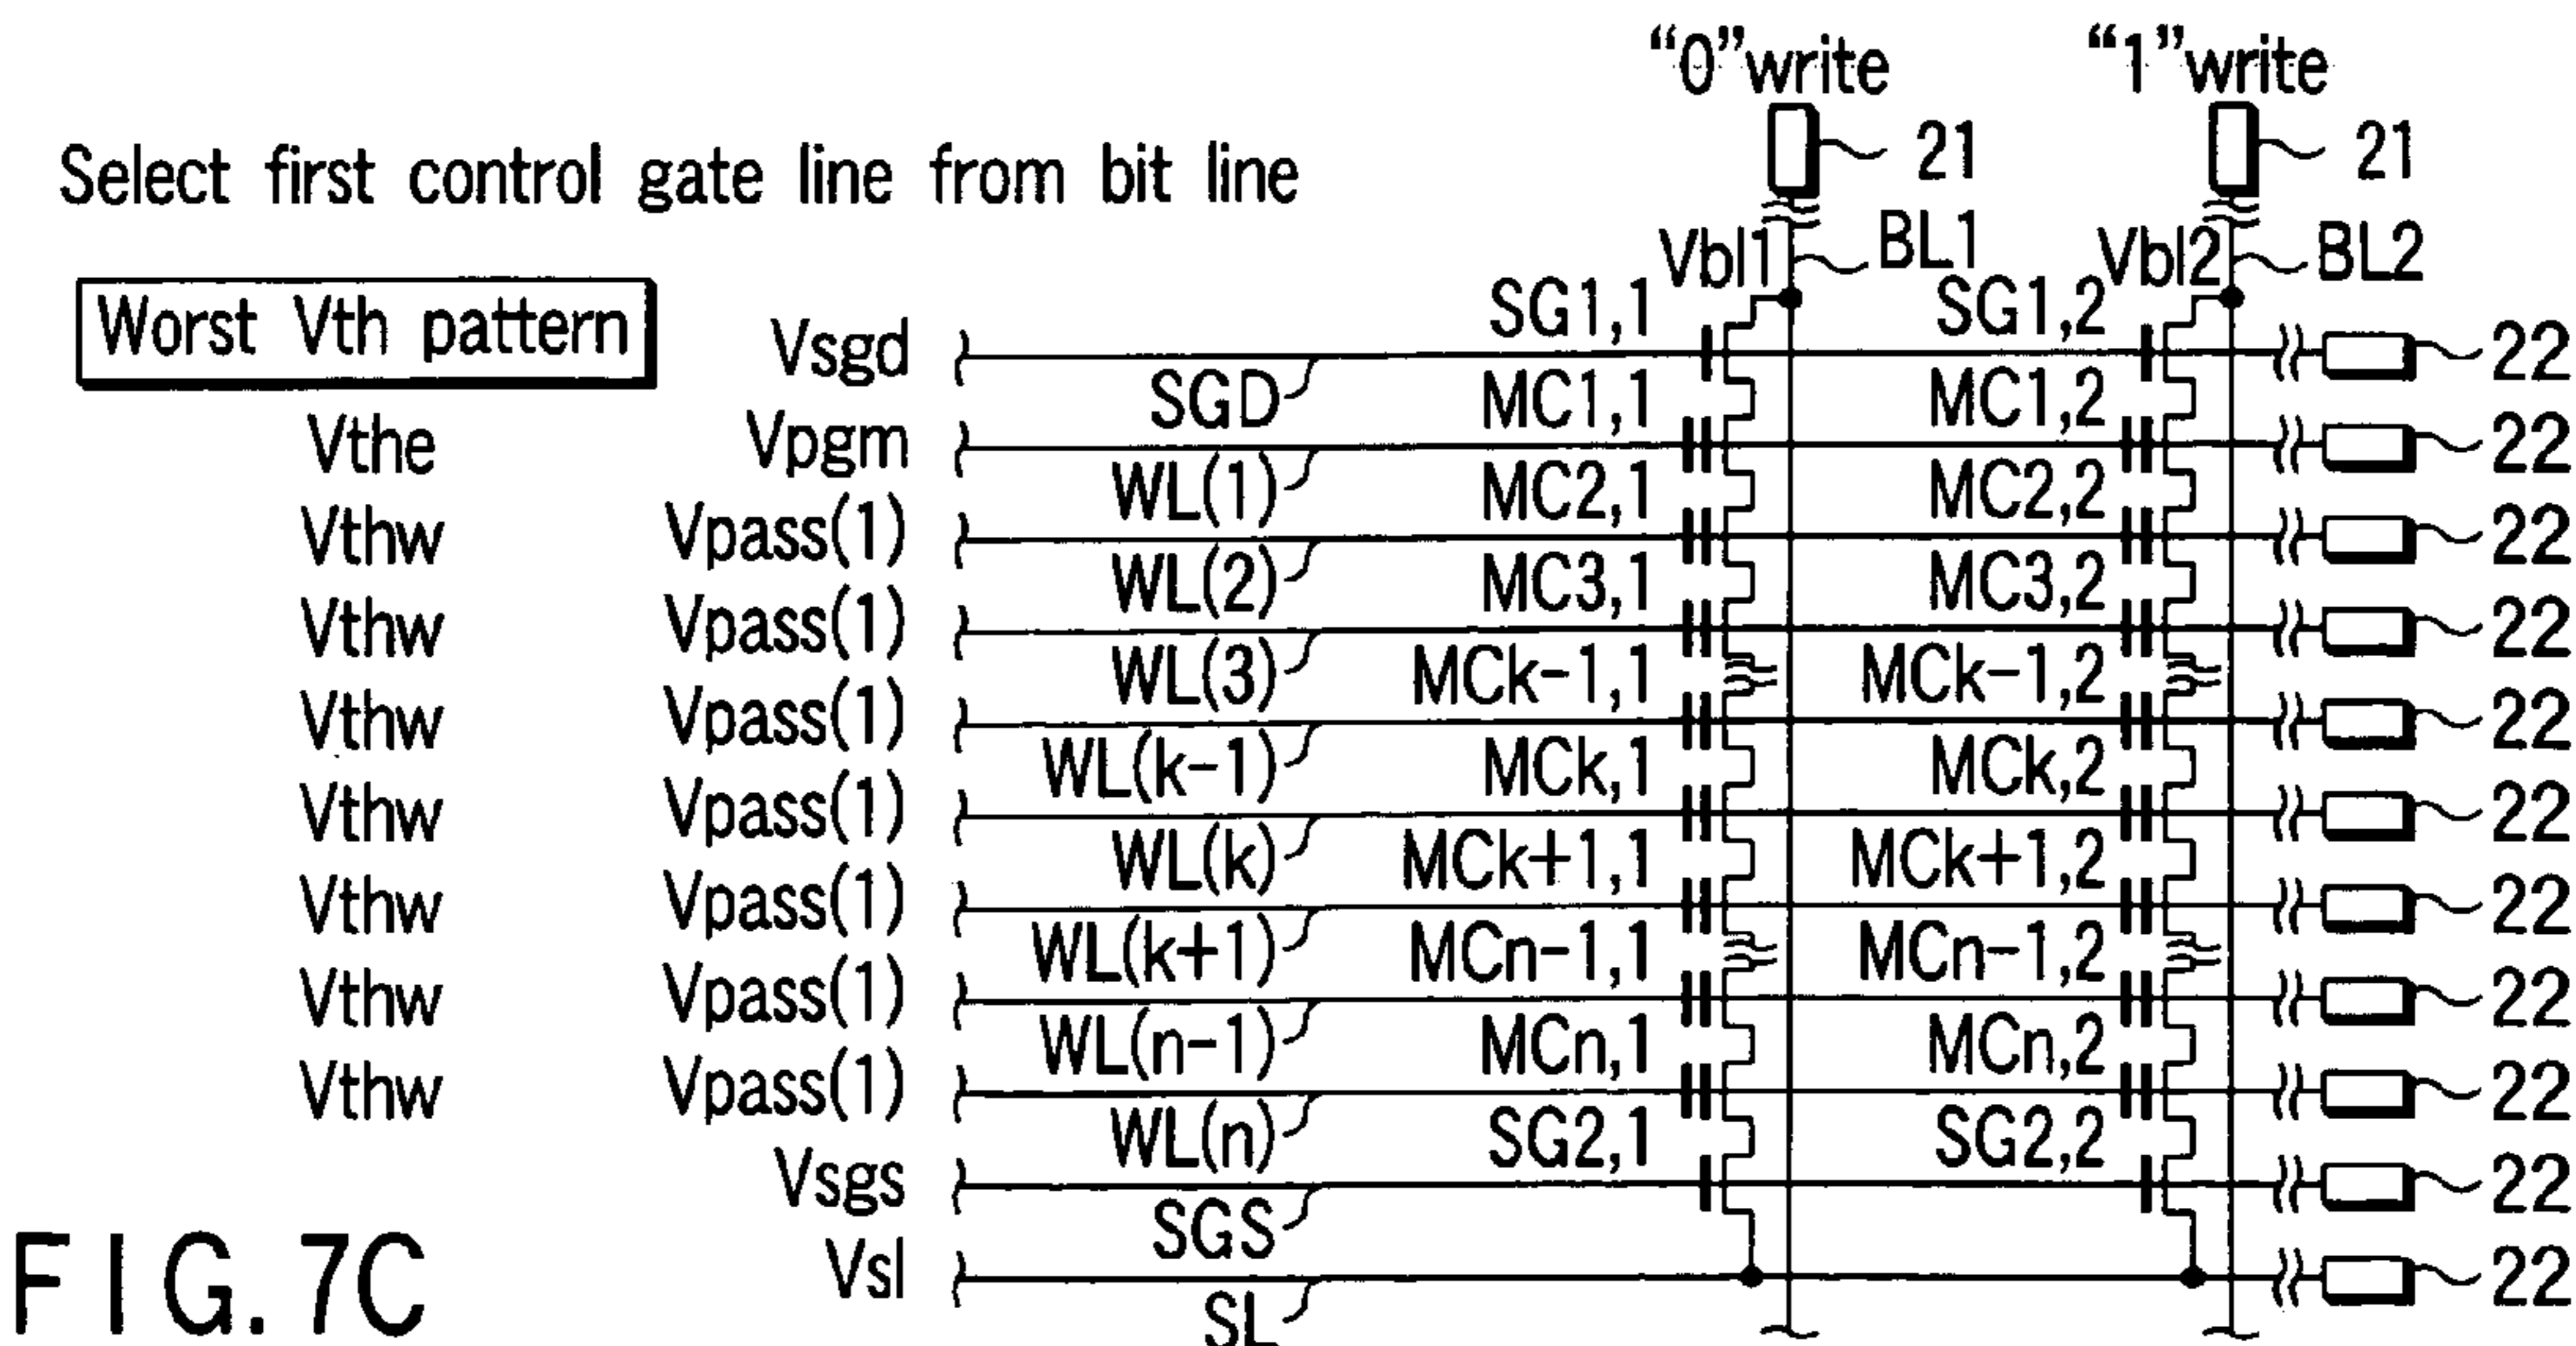 “0”write “1”write
21 21
Select first control gate line from bit line
Vbl1 BL1 Vbl2 BL2
Worst Vth pattern
SG1,1 SG1,2
Vsgd SGD 22
MC1,1 MC1,2
Vthe Vpgm WL(1) 22
MC2,1 MC2,2
Vthw Vpass(1) WL(2) 22
MC3,1 MC3,2
Vthw Vpass(1) WL(3) 22
MCk-1,1 MCk-1,2
Vthw Vpass(1) WL(k-1) 22
MCk,1 MCk,2
Vthw Vpass(1) WL(k) 22
MCk+1,1 MCk+1,2
Vthw Vpass(1) WL(k+1) 22
MCn-1,1 MCn-1,2
Vthw Vpass(1) WL(n-1) 22
MCn,1 MCn,2
Vthw Vpass(1) WL(n) 22
SG2,1 SG2,2
Vsgs SGS 22
Vsl SL 22
FIG. 7C